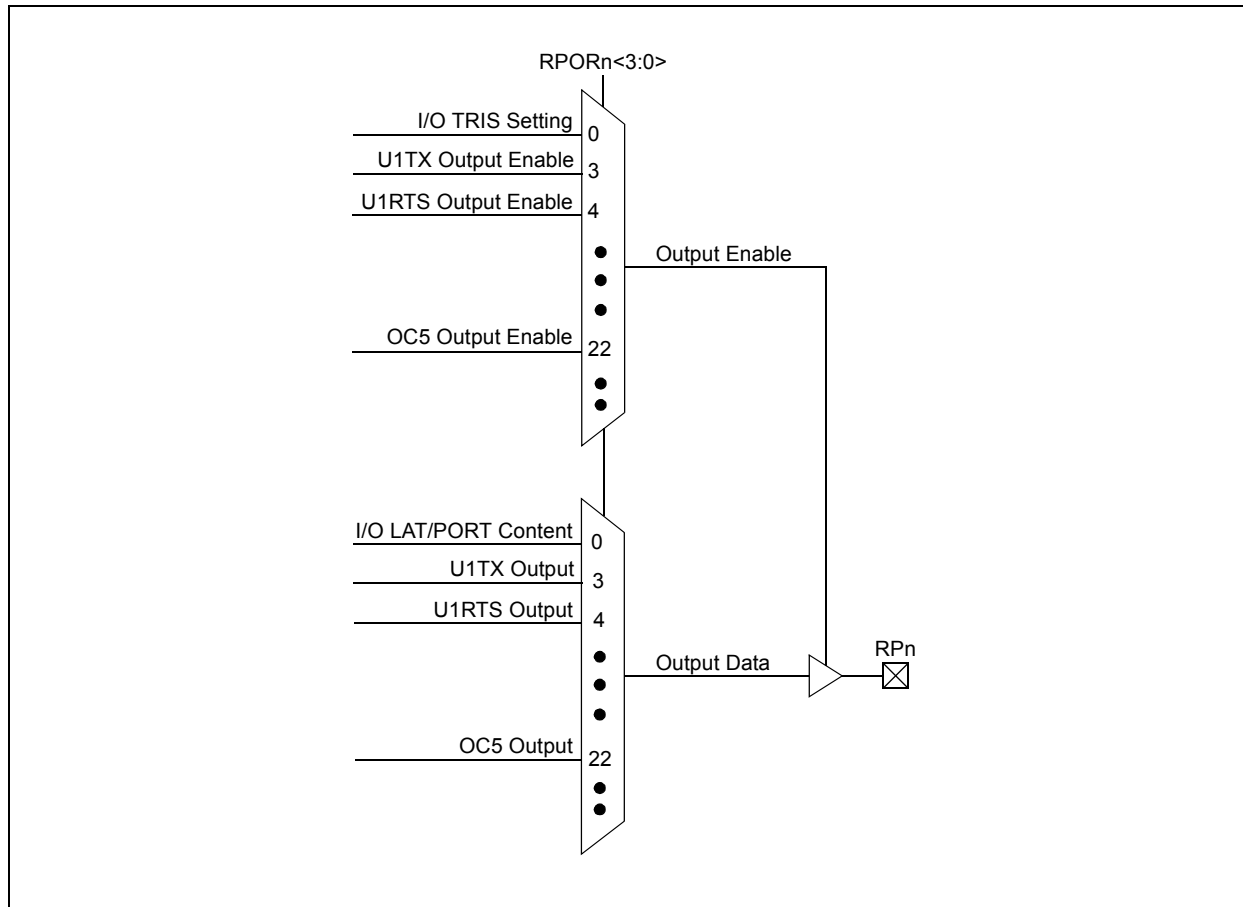 RPORn<3:0>
I/O TRIS Setting
0
U1TX Output Enable
3
U1RTS Output Enable
4
Output Enable
OC5 Output Enable
22
I/O LAT/PORT Content
0
U1TX Output
3
U1RTS Output
4
RPn
Output Data
OC5 Output
22